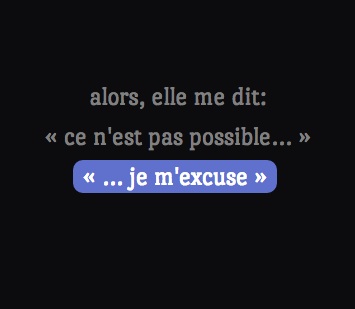 alors, elle me dit:
« ce n'est pas possible... »
« ... je m'excuse »